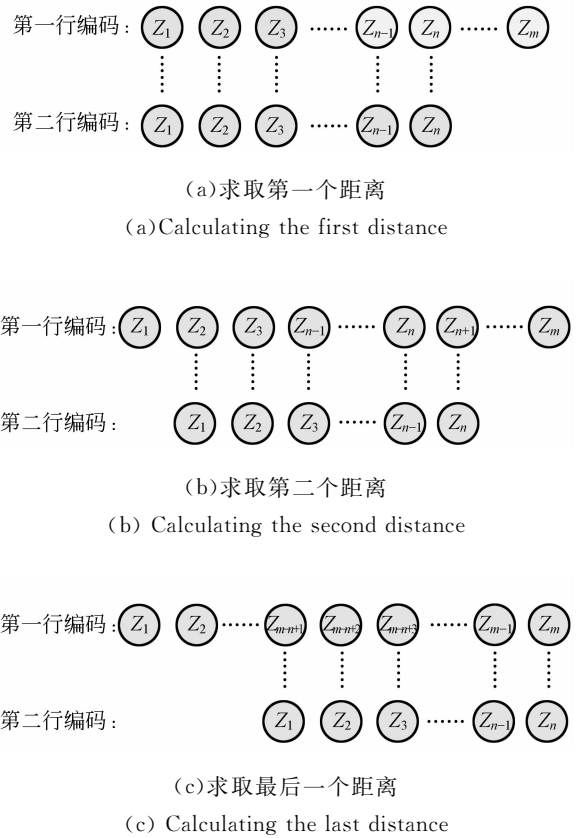 第一行编码: Z1 Z2 Z3 …… Zn-1 Zn …… Zm
第二行编码: Z1 Z2 Z3 …… Zn-1 Zn
(a)求取第一个距离
(a)Calculating the first distance
第一行编码: Z1 Z2 Z3 Zn-1 …… Zn Zn+1 …… Zm
第二行编码: Z1 Z2 Z3 …… Zn-1 Zn
(b)求取第二个距离
(b) Calculating the second distance
第一行编码: Z1 Z2 …… Zm-n+1 Zm-n+2 Zm-n+3 …… Zm-1 Zm
第二行编码: Z1 Z2 Z3 …… Zn-1 Zn
(c)求取最后一个距离
(c) Calculating the last distance